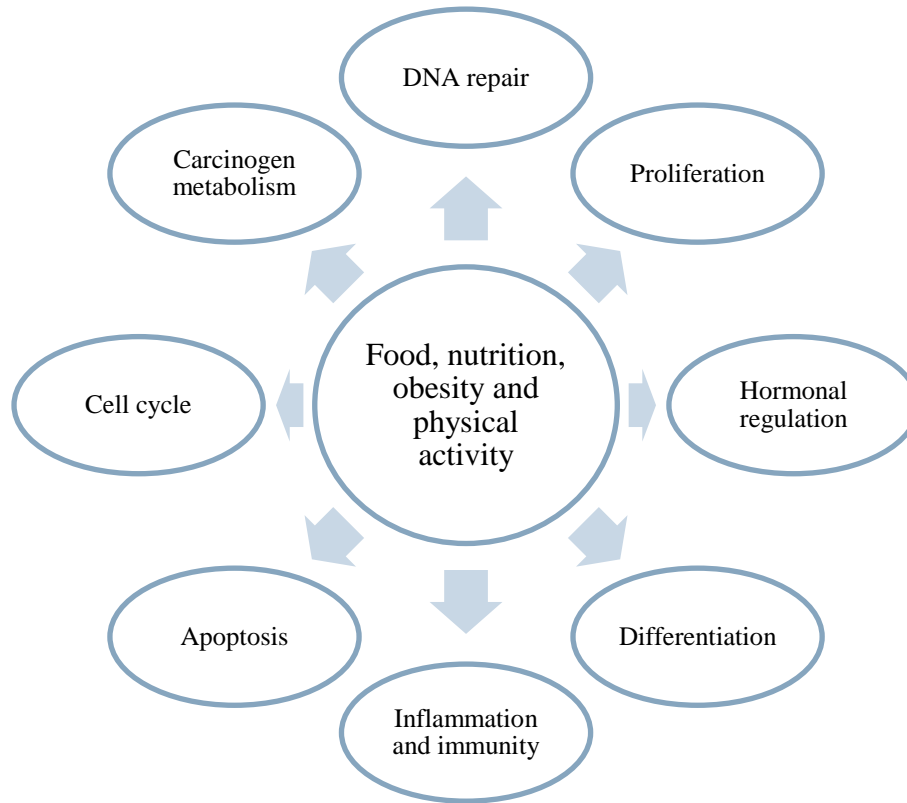 DNA repair
Carcinogen
metabolism
Proliferation
Food, nutrition,
obesity and
physical
activity
Cell cycle
Hormonal
regulation
Apoptosis
Differentiation
Inflammation
and immunity